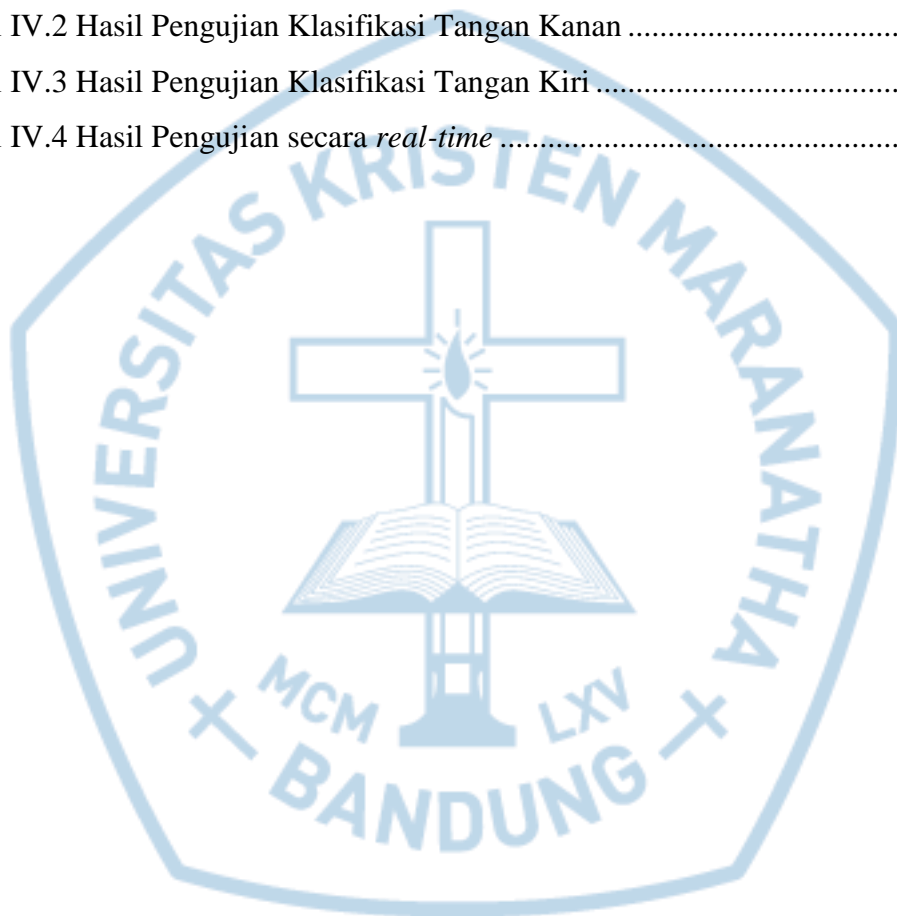 IV.2 Hasil Pengujian Klasifikasi Tangan Kanan ..................................
IV.3 Hasil Pengujian Klasifikasi Tangan Kiri ......................................
IV.4 Hasil Pengujian secara real-time ..................................................
UNIVERSITAS KRISTEN MARANATHA
MCM LXV
BANDUNG